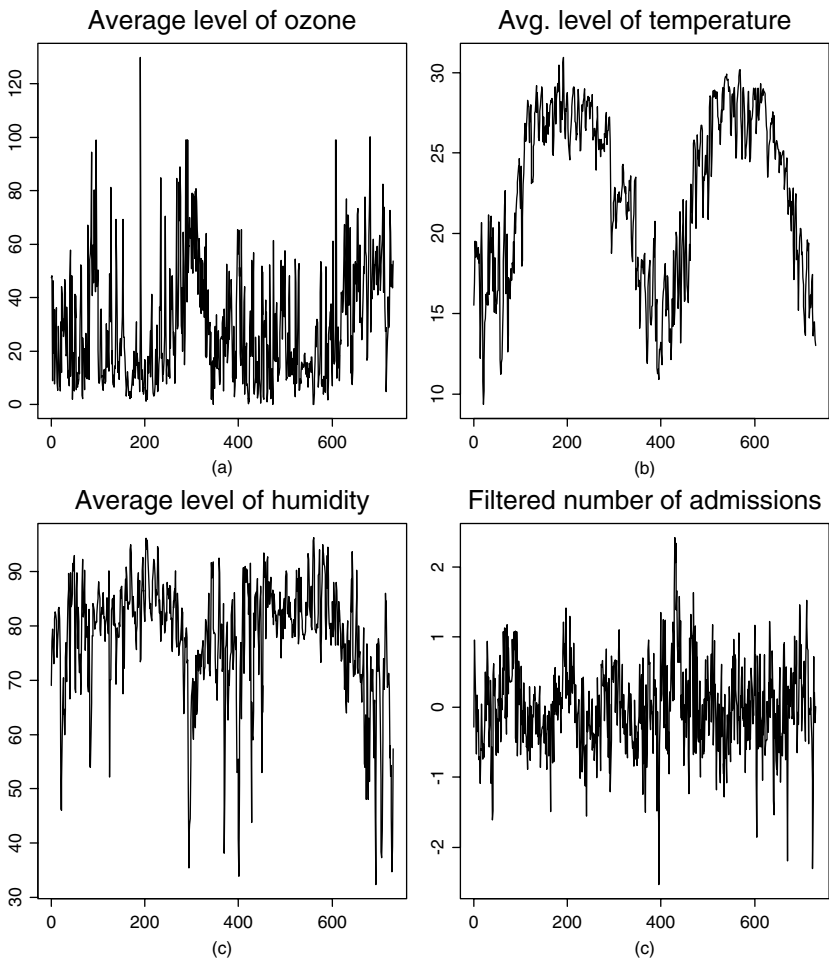 Average level of ozone
120
100
80
60
40
20
0
0 200 400 600
(a)
Avg. level of temperature
30
25
20
15
10
0 200 400 600
(b)
Average level of humidity
90
80
70
60
50
40
30
0 200 400 600
(c)
Filtered number of admissions
2
1
0
-1
-2
0 200 400 600
(c)